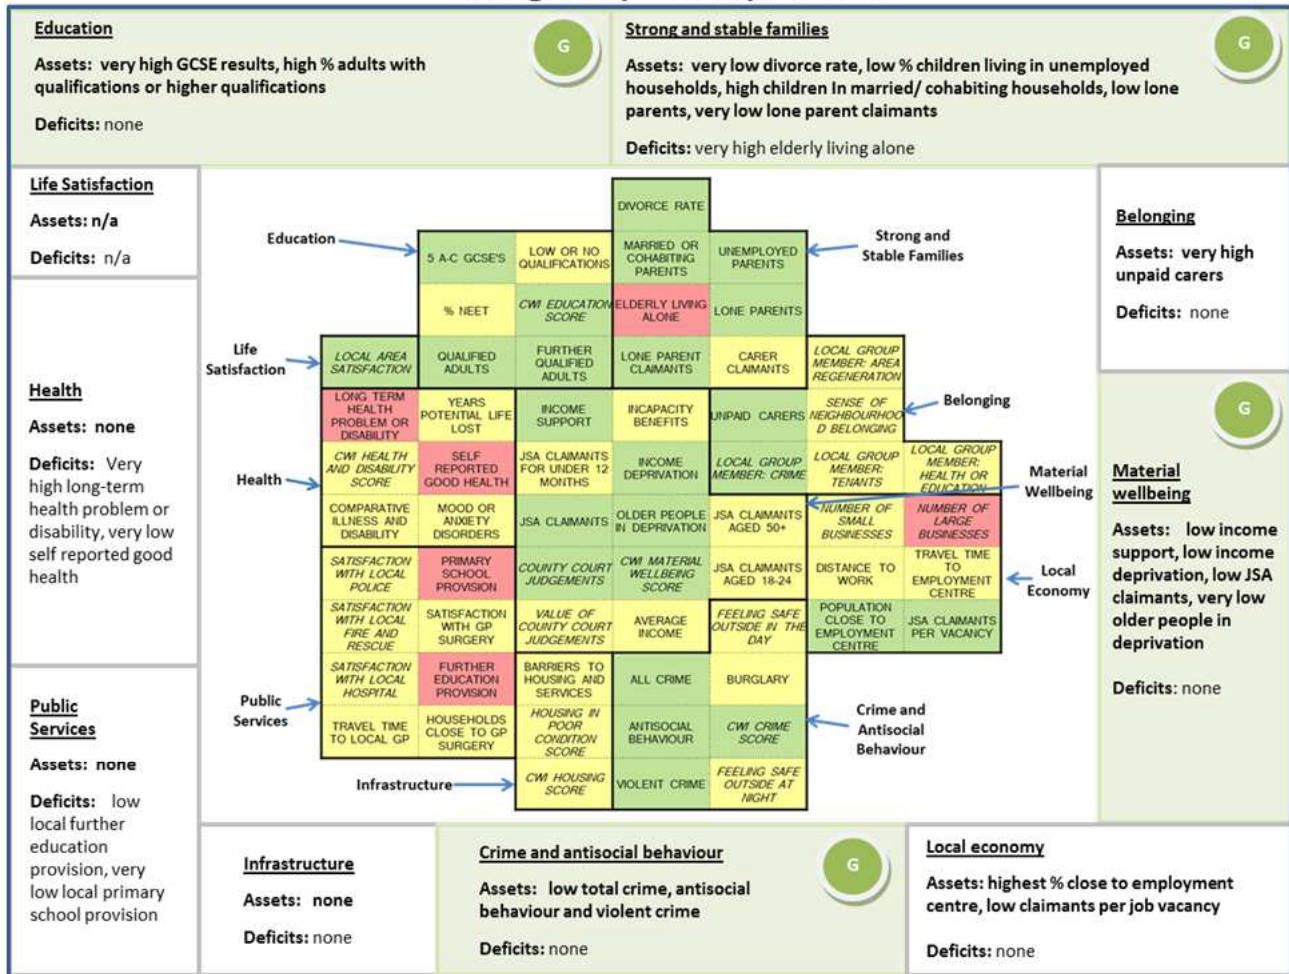 Education
G
Assets: very high GCSE results, high % adults with
qualifications or higher qualifications
Deficits: none
Strong and stable families
G
Assets: very low divorce rate, low % children living in unemployed
households, high children In married/ cohabiting households, low lone
parents, very low lone parent claimants
Deficits: very high elderly living alone
Life Satisfaction
Assets: n/a
Deficits: n/a
Health
Assets: none
Deficits: Very
high long-term
health problem or
disability, very low
self reported good
health
Public
Services
Assets: none
Deficits: low
local further
education
provision, very
low local primary
school provision
Education
Strong and
Stable Families
Life
Satisfaction
Belonging
Health
Material
Wellbeing
Local
Economy
Public
Services
Crime and
Antisocial
Behaviour
Infrastructure
DIVORCE RATE
5 A-C GCSE'S
LOW OR NO
QUALIFICATIONS
MARRIED OR
COHABITING
PARENTS
UNEMPLOYED
PARENTS
% NEET
CWI EDUCATION
SCORE
ELDERLY LIVING
ALONE
LONE PARENTS
LOCAL AREA
SATISFACTION
QUALIFIED
ADULTS
FURTHER
QUALIFIED
ADULTS
LONE PARENT
CLAIMANTS
CARER
CLAIMANTS
LOCAL GROUP
MEMBER: AREA
REGENERATION
LONG TERM
HEALTH
PROBLEM OR
DISABILITY
YEARS
POTENTIAL LIFE
LOST
INCOME
SUPPORT
INCAPACITY
BENEFITS
UNPAID CARERS
SENSE OF
NEIGHBOURHOO
D BELONGING
CWI HEALTH
AND DISABILITY
SCORE
SELF
REPORTED
GOOD HEALTH
JSA CLAIMANTS
FOR UNDER 12
MONTHS
INCOME
DEPRIVATION
LOCAL GROUP
MEMBER: CRIME
LOCAL GROUP
MEMBER:
TENANTS
LOCAL GROUP
MEMBER:
HEALTH OR
EDUCATION
COMPARATIVE
ILLNESS AND
DISABILITY
MOOD OR
ANXIETY
DISORDERS
JSA CLAIMANTS
OLDER PEOPLE
IN DEPRIVATION
JSA CLAIMANTS
AGED 50+
NUMBER OF
SMALL
BUSINESSES
NUMBER OF
LARGE
BUSINESSES
SATISFACTION
WITH LOCAL
POLICE
PRIMARY
SCHOOL
PROVISION
COUNTY COURT
JUDGEMENTS
CWI MATERIAL
WELLBEING
SCORE
JSA CLAIMANTS
AGED 18-24
DISTANCE TO
WORK
TRAVEL TIME
TO
EMPLOYMENT
CENTRE
SATISFACTION
WITH LOCAL
FIRE AND
RESCUE
SATISFACTION
WITH GP
SURGERY
VALUE OF
COUNTY COURT
JUDGEMENTS
AVERAGE
INCOME
FEELING SAFE
OUTSIDE IN THE
DAY
POPULATION
CLOSE TO
EMPLOYMENT
CENTRE
JSA CLAIMANTS
PER VACANCY
SATISFACTION
WITH LOCAL
HOSPITAL
FURTHER
EDUCATION
PROVISION
BARRIERS TO
HOUSING AND
SERVICES
ALL CRIME
BURGLARY
TRAVEL TIME
TO LOCAL GP
HOUSEHOLDS
CLOSE TO GP
SURGERY
HOUSING IN
POOR
CONDITION
SCORE
ANTISOCIAL
BEHAVIOUR
CWI CRIME
SCORE
CWI HOUSING
SCORE
VIOLENT CRIME
FEELING SAFE
OUTSIDE AT
NIGHT
Belonging
Assets: very high
unpaid carers
Deficits: none
G
Material
wellbeing
Assets: low income
support, low income
deprivation, low JSA
claimants, very low
older people in
deprivation
Deficits: none
Infrastructure
Assets: none
Deficits: none
Crime and antisocial behaviour
G
Assets: low total crime, antisocial
behaviour and violent crime
Deficits: none
Local economy
Assets: highest % close to employment
centre, low claimants per job vacancy
Deficits: none